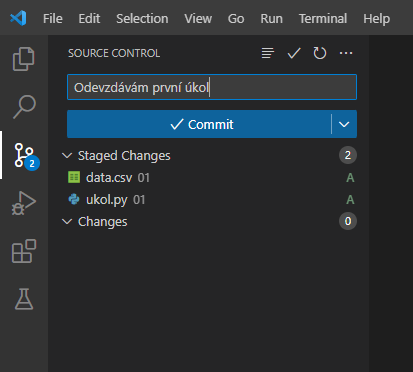 File Edit Selection View Go Run Terminal Help
SOURCE CONTROL
Odevzdávám první úkol
Commit
Staged Changes 2
data.csv 01 A
ukol.py 01 A
Changes 0
2